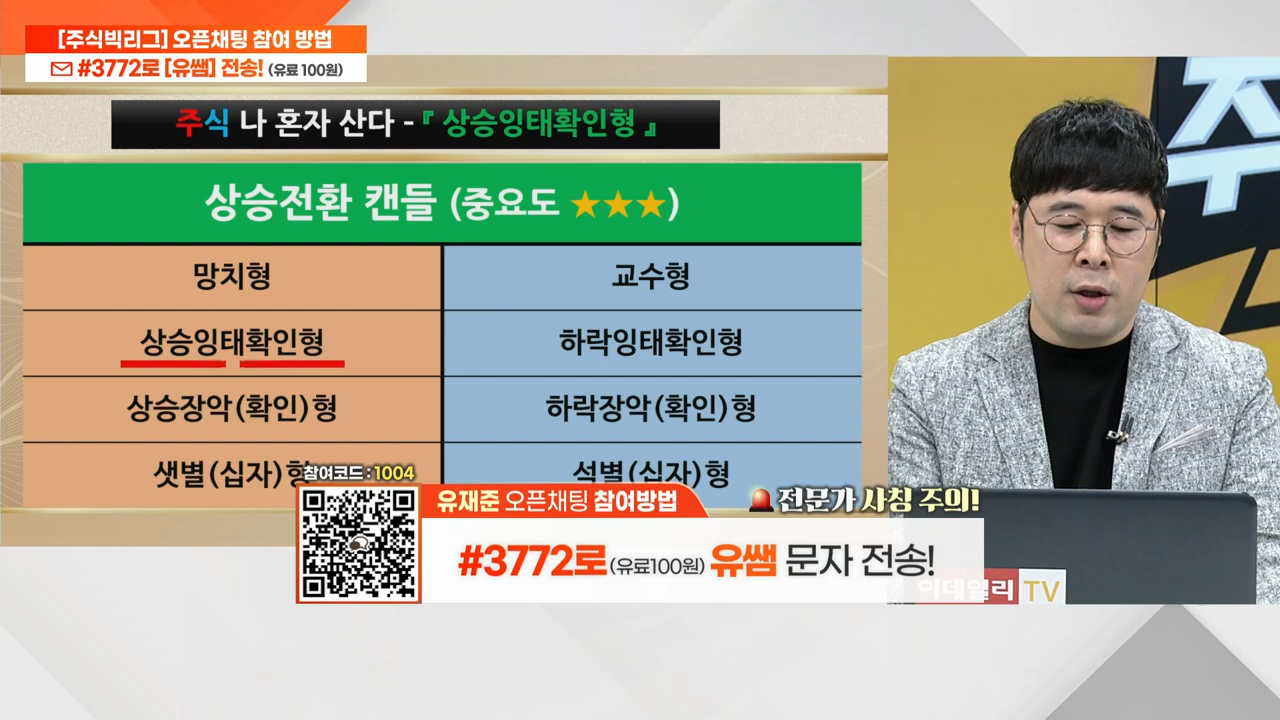 [주식빅리그] 오픈채팅 참여 방법
#3772로 [유쌤] 전송! (유료 100원)
주식 나 혼자 산다 - 『 상승잉태확인형 』
상승전환 캔들 (중요도 ★★★)
망치형
교수형
상승잉태확인형
하락잉태확인형
상승장악(확인)형
하락장악(확인)형
샛별(십자)형
석별(십자)형
참여코드 : 1004
유재준 오픈채팅 참여방법
전문가 사칭 주의!
#3772로 (유료100원) 유쌤 문자 전송!
이데일리 TV
주